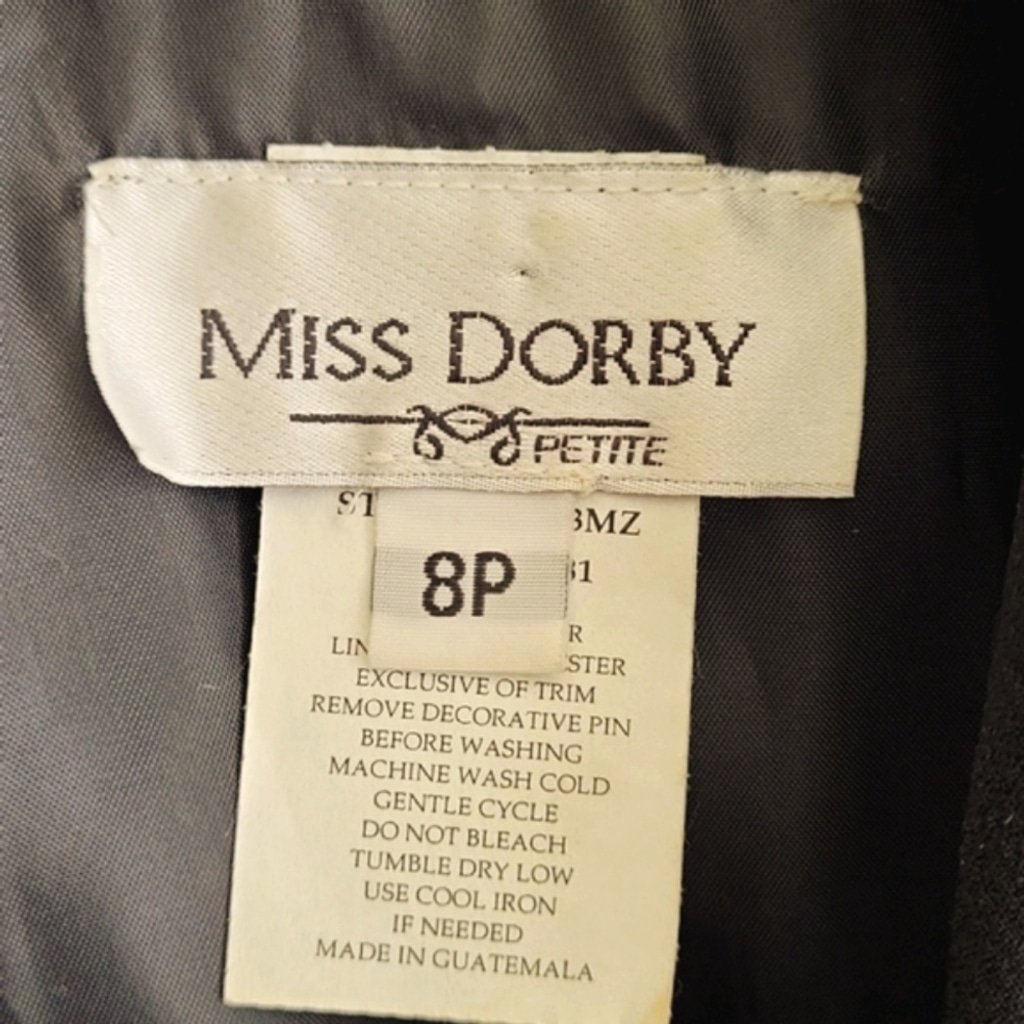 MISS DORBY
PETITE
8P
EXCLUSIVE OF TRIM
REMOVE DECORATIVE PIN
BEFORE WASHING
MACHINE WASH COLD
GENTLE CYCLE
DO NOT BLEACH
TUMBLE DRY LOW
USE COOL IRON
IF NEEDED
MADE IN GUATEMALA